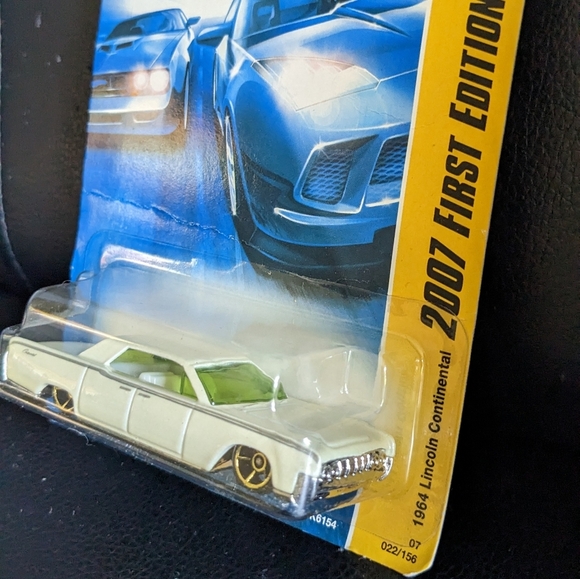 2007 FIRST EDITION
1964 Lincoln Continental
07
022/156
K6154